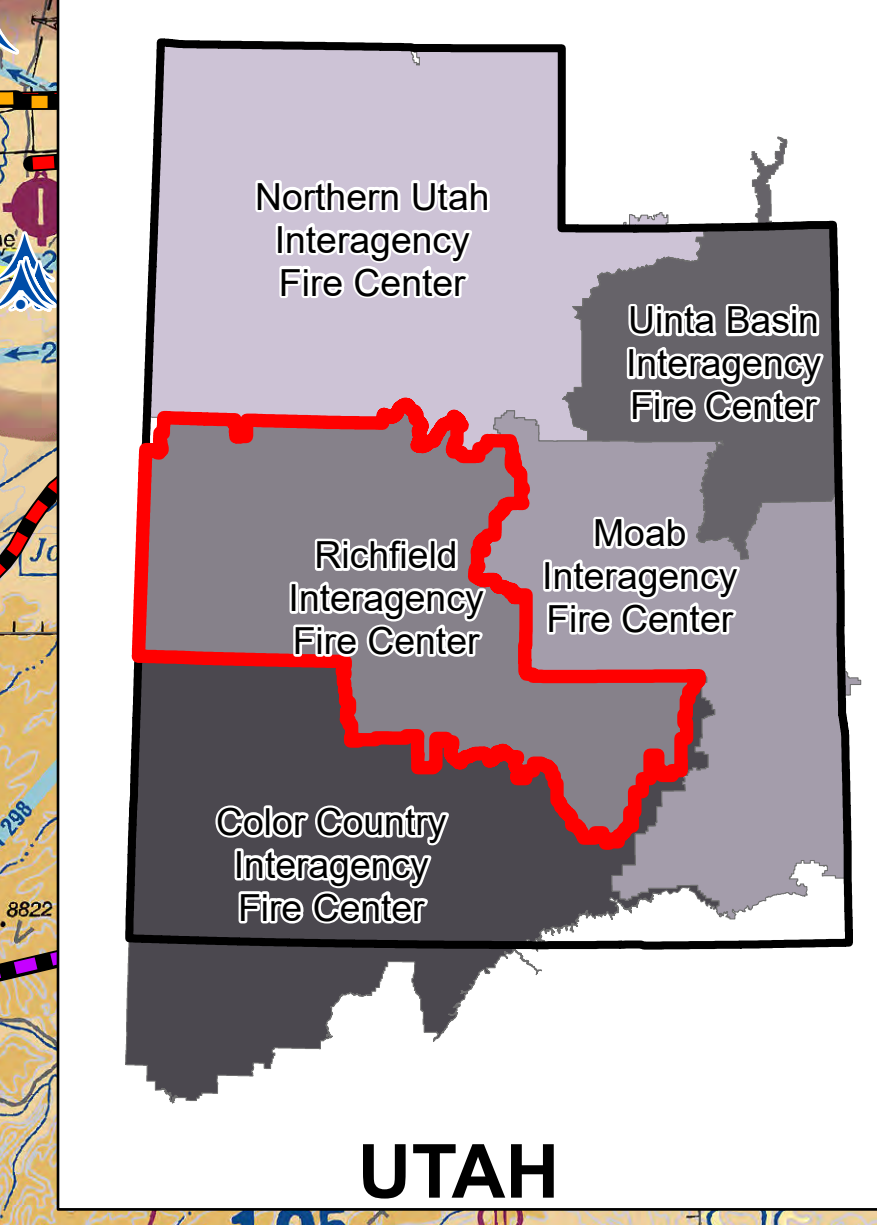 Northern Utah
Interagency
Fire Center
Uinta Basin
Interagency
Fire Center
Richfield
Interagency
Fire Center
Moab
Interagency
Fire Center
Color Country
Interagency
Fire Center
298
8822
UTAH